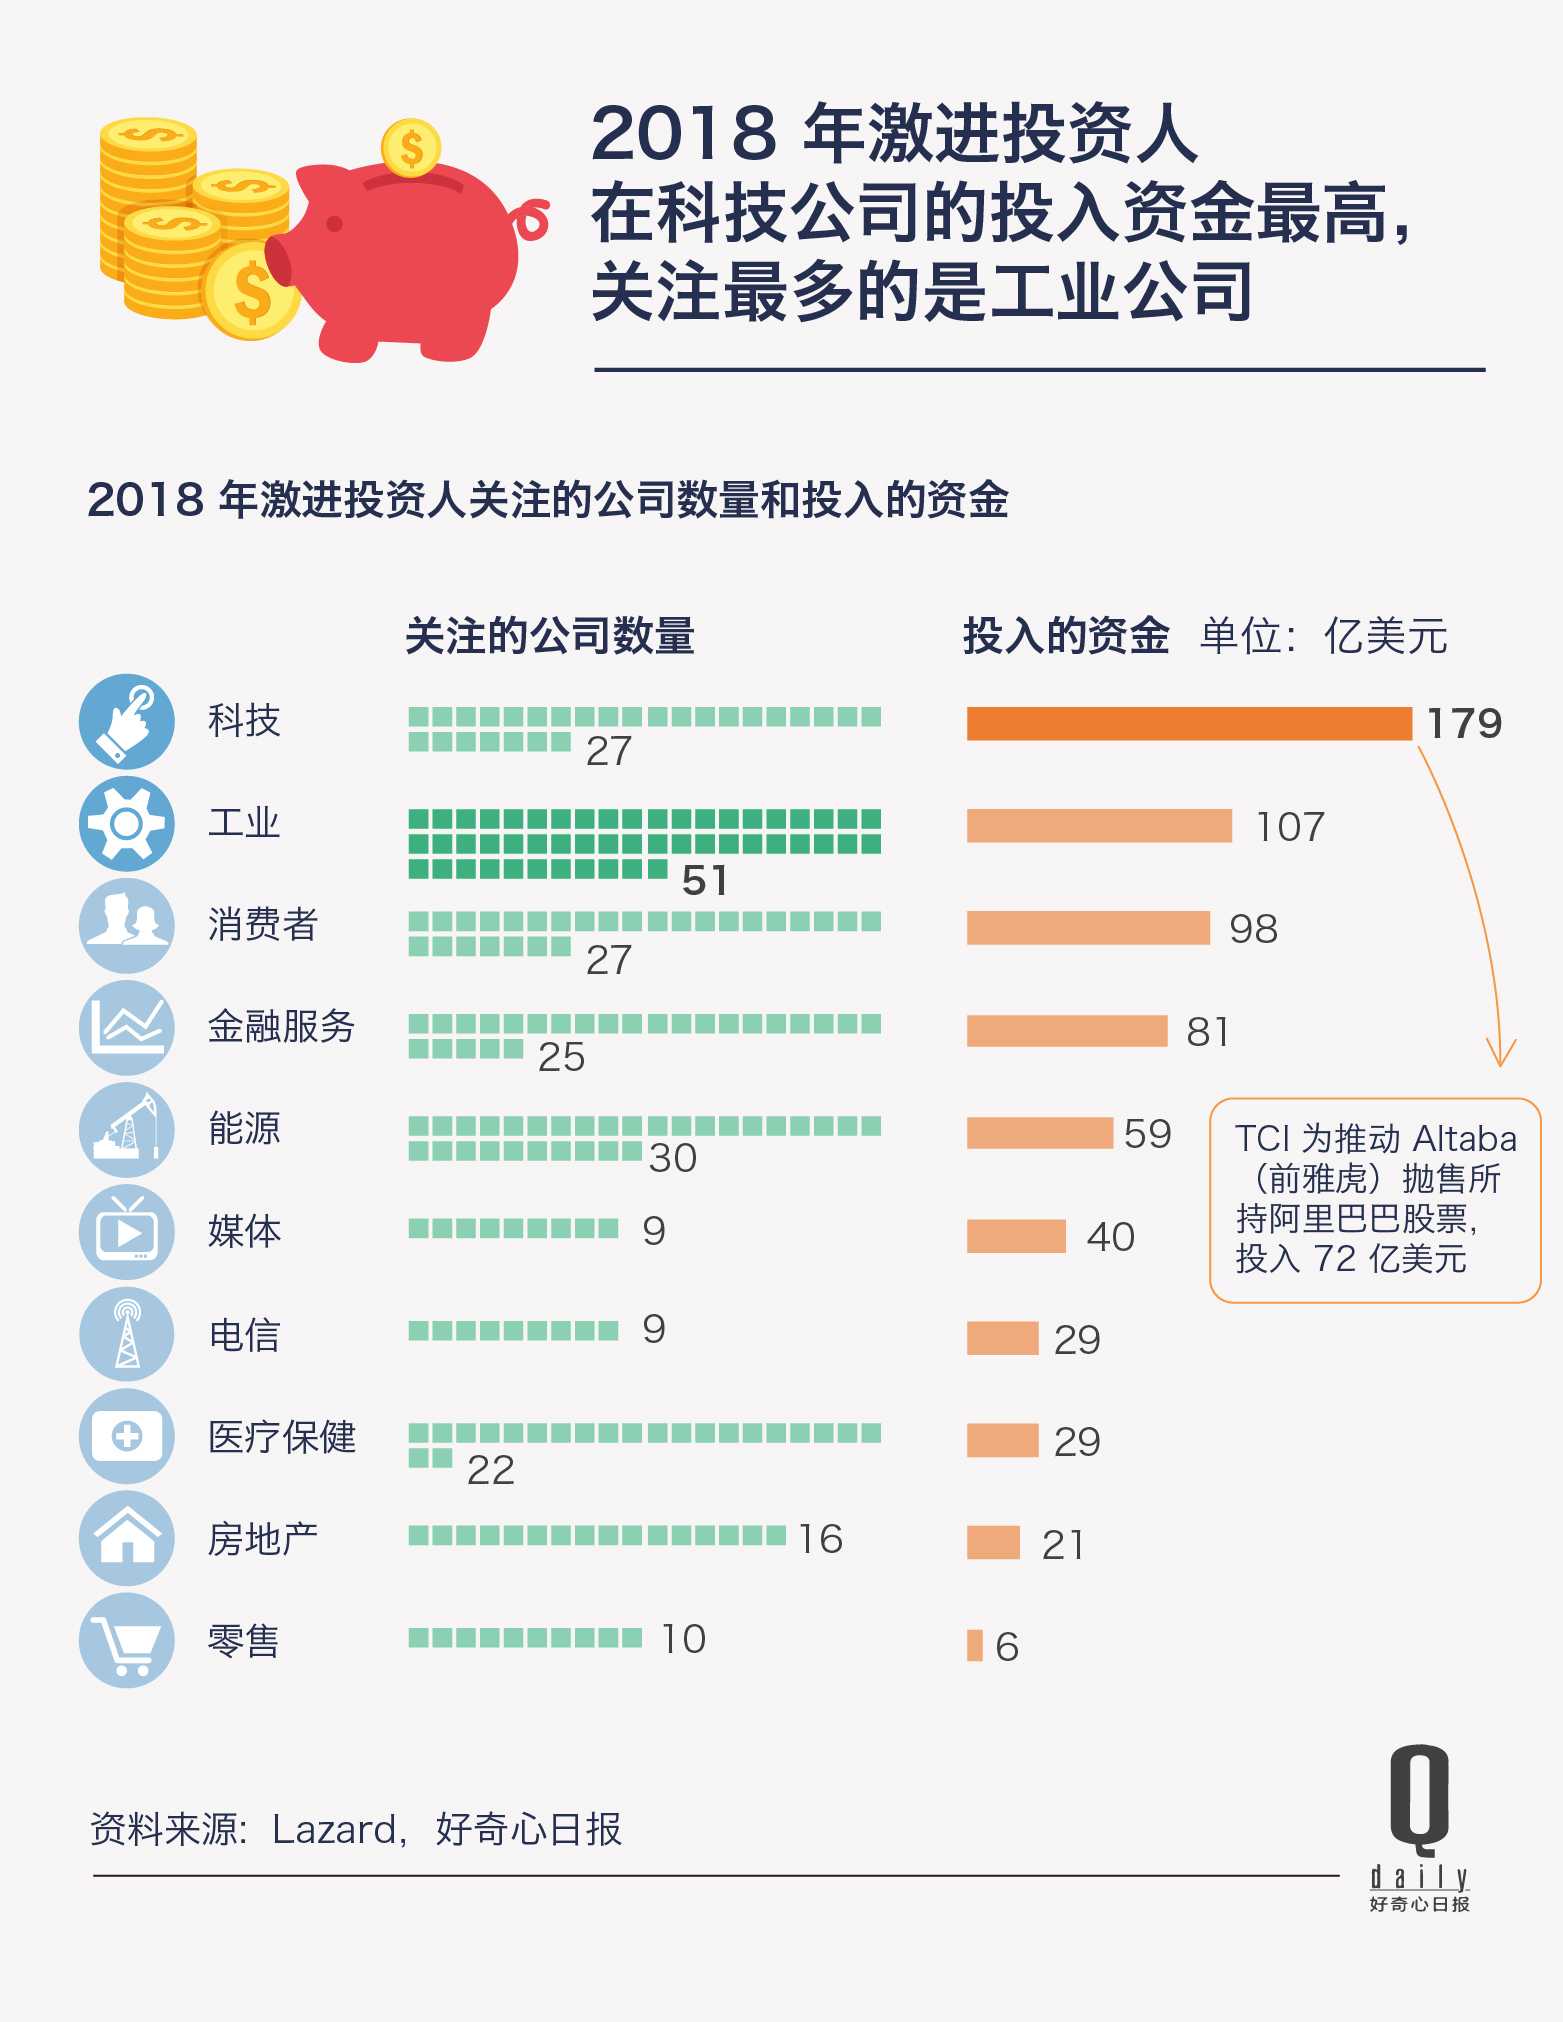 2018 年激进投资人
在科技公司的投入资金最高，
关注最多的是工业公司
2018 年激进投资人关注的公司数量和投入的资金
关注的公司数量
投入的资金 单位：亿美元
科技 27 179
工业 51 107
消费者 27 98
金融服务 25 81
能源 30 59
TCI 为推动 Altaba
（前雅虎）抛售所
持阿里巴巴股票，
投入 72 亿美元
媒体 9 40
电信 9 29
医疗保健 22 29
房地产 16 21
零售 10 6
资料来源：Lazard，好奇心日报
Q
daily
好奇心日报